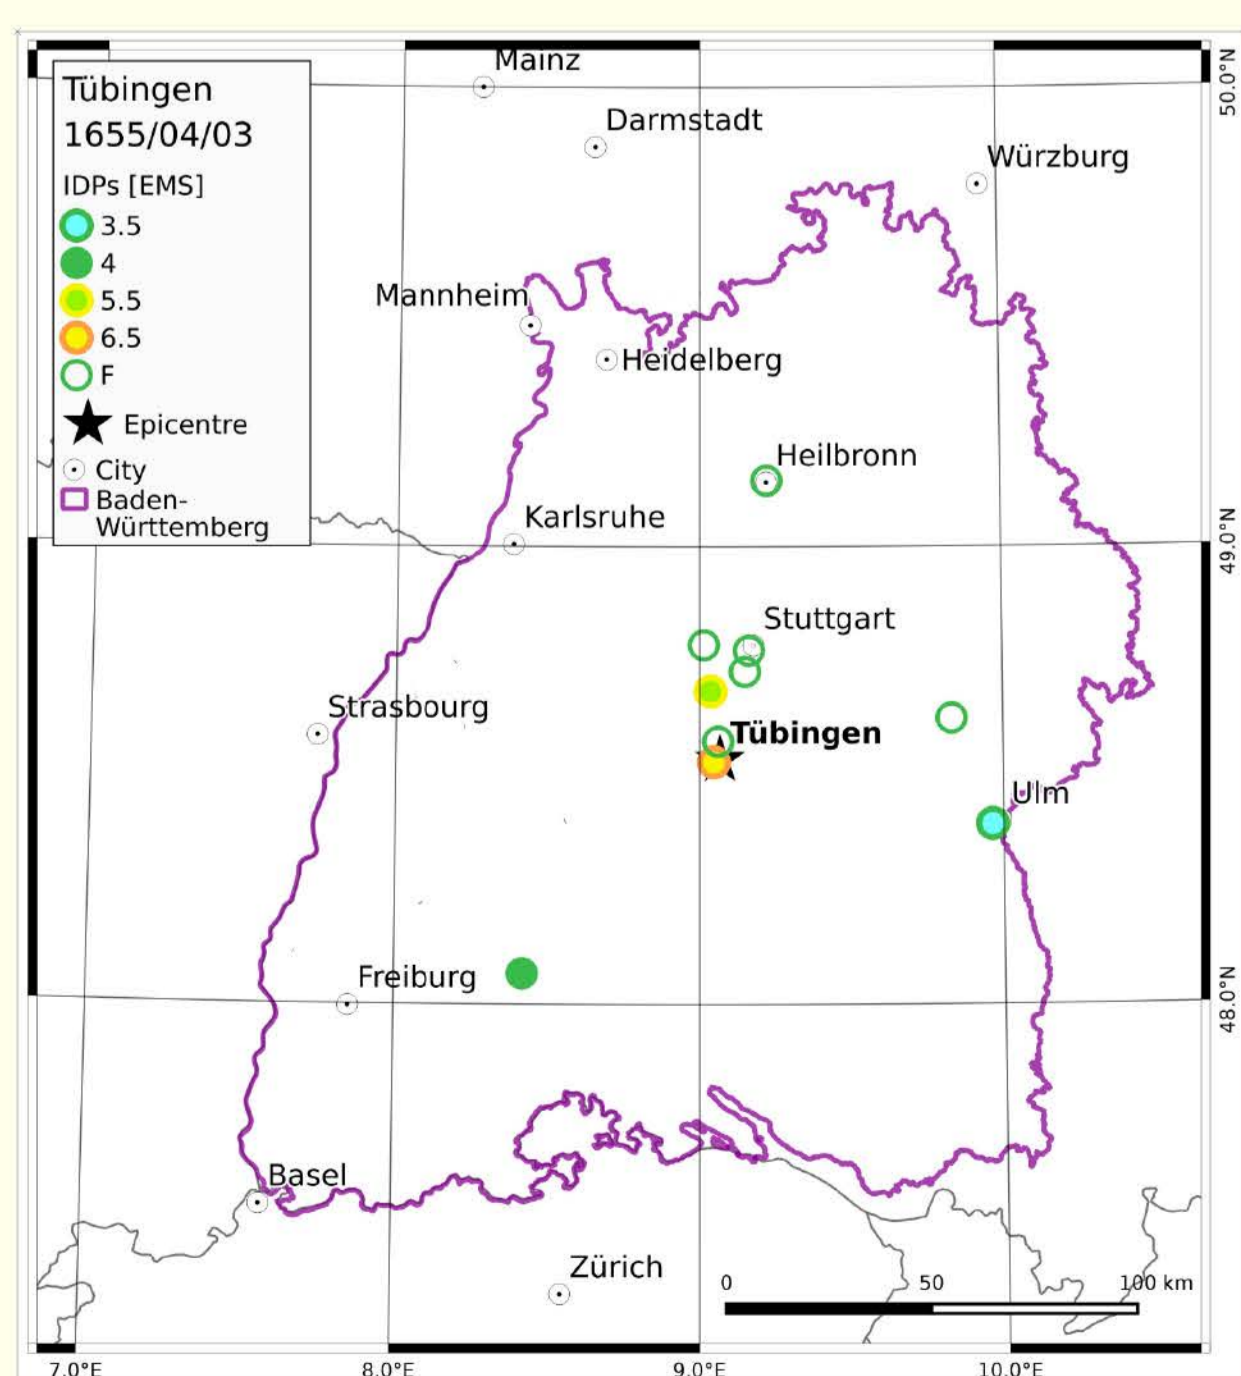 Tübingen
1655/04/03
IDPs [EMS]
3.5
4
5.5
6.5
F
Epicentre
City
Baden-
Württemberg
Mainz
Darmstadt
Würzburg
Mannheim
Heidelberg
Heilbronn
Karlsruhe
Stuttgart
Strasbourg
Tübingen
Ulm
Freiburg
Basel
Zürich
0 50 100 km
50.0°N
49.0°N
48.0°N
7.0°E 8.0°E 9.0°E 10.0°E